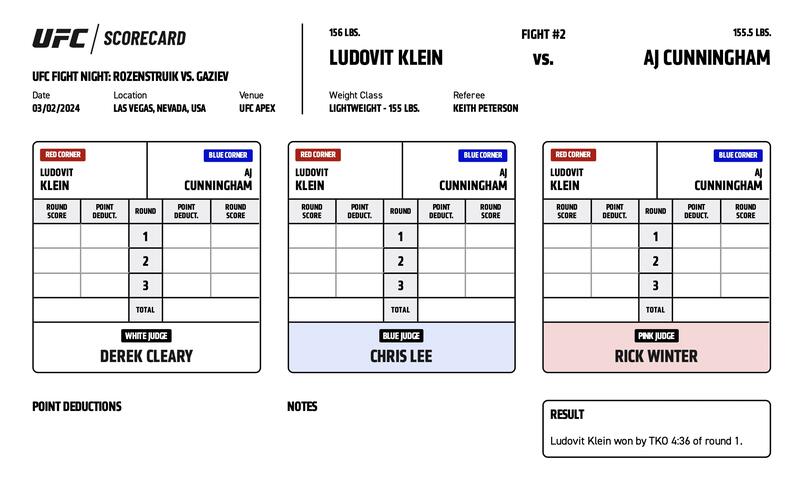 UFC / SCORECARD
UFC FIGHT NIGHT: ROZENSTRUIK VS. GAZIEV
Date Location Venue
03/02/2024 LAS VEGAS, NEVADA, USA UFC APEX
156 LBS. FIGHT #2 155.5 LBS.
LUDOVIT KLEIN VS. AJ CUNNINGHAM
Weight Class Referee
LIGHTWEIGHT - 155 LBS. KEITH PETERSON
RED CORNER BLUE CORNER
LUDOVIT AJ
KLEIN CUNNINGHAM
ROUND SCORE POINT DEDUCT. ROUND POINT DEDUCT. ROUND SCORE
1
2
3
TOTAL
WHITE JUDGE
DEREK CLEARY
RED CORNER BLUE CORNER
LUDOVIT AJ
KLEIN CUNNINGHAM
ROUND SCORE POINT DEDUCT. ROUND POINT DEDUCT. ROUND SCORE
1
2
3
TOTAL
BLUE JUDGE
CHRIS LEE
RED CORNER BLUE CORNER
LUDOVIT AJ
KLEIN CUNNINGHAM
ROUND SCORE POINT DEDUCT. ROUND POINT DEDUCT. ROUND SCORE
1
2
3
TOTAL
PINK JUDGE
RICK WINTER
POINT DEDUCTIONS
NOTES
RESULT
Ludovit Klein won by TKO 4:36 of round 1.